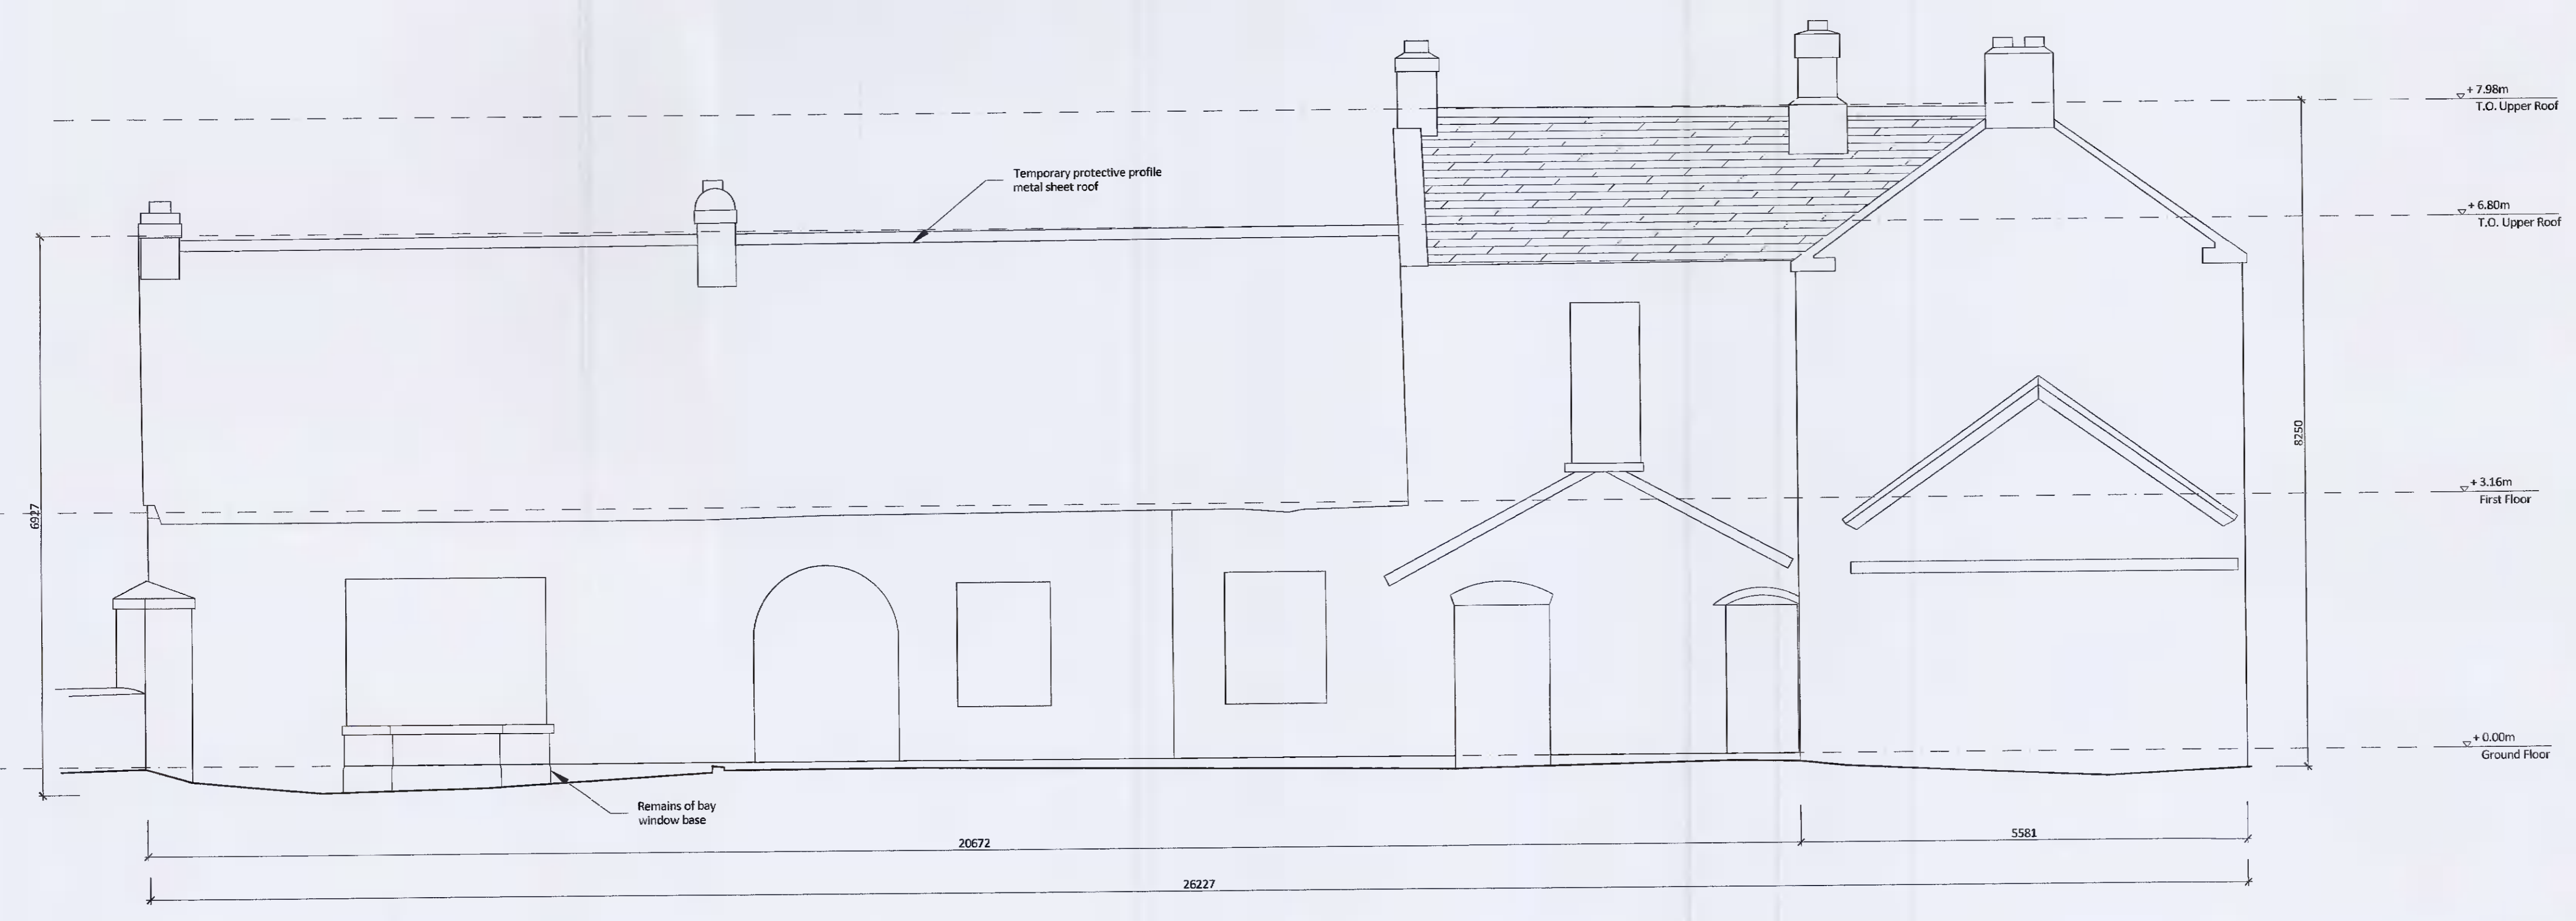 + 7.98m
T.O. Upper Roof
Temporary protective profile
metal sheet roof
+ 6.80m
T.O. Upper Roof
8250
+ 3.16m
First Floor
6927
+ 0.00m
Ground Floor
Remains of bay
window base
5581
20672
26227